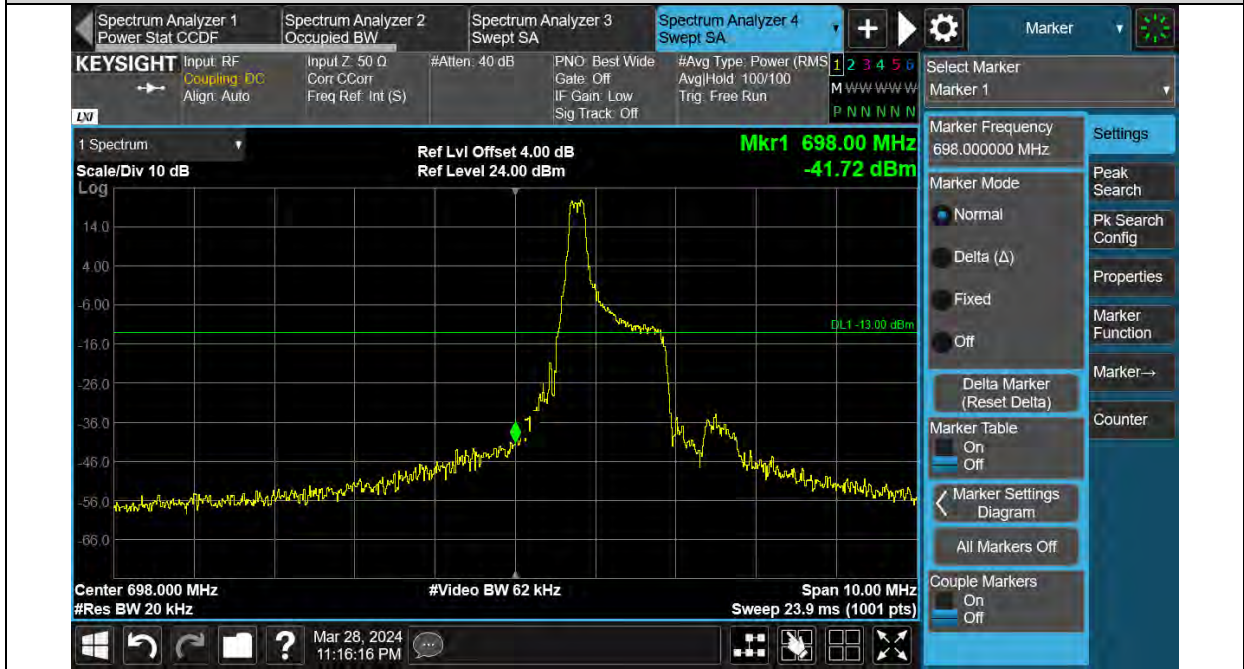 Spectrum Analyzer 1
Power Stat CCDF
Spectrum Analyzer 2
Occupied BW
Spectrum Analyzer 3
Swept SA
Spectrum Analyzer 4
Swept SA
Marker
KEYSIGHT
LXI
Input: RF
Coupling: DC
Align: Auto
Input Z: 50 Ω
Corr CCorr
Freq Ref: Int (S)
#Atten: 40 dB
PNO: Best Wide
Gate: Off
IF Gain: Low
Sig Track: Off
#Avg Type: Power (RMS
Avg|Hold: 100/100
Trig: Free Run
1 2 3 4 5 6
M W W W W W
P N N N N N
Select Marker
Marker 1
1 Spectrum
Scale/Div 10 dB
Log
Ref Lvl Offset 4.00 dB
Ref Level 24.00 dBm
Mkr1 698.00 MHz
-41.72 dBm
14.0
4.00
-6.00
-16.0
-26.0
-36.0
-46.0
-56.0
-66.0
DL1 -13.00 dBm
1
Center 698.000 MHz
#Res BW 20 kHz
#Video BW 62 kHz
Span 10.00 MHz
Sweep 23.9 ms (1001 pts)
Marker Frequency
698.000000 MHz
Marker Mode
Normal
Delta (Δ)
Fixed
Off
Delta Marker
(Reset Delta)
Marker Table
On
Off
Marker Settings
Diagram
All Markers Off
Couple Markers
On
Off
Settings
Peak
Search
Pk Search
Config
Properties
Marker
Function
Marker→
Counter
?
Mar 28, 2024
11:16:16 PM